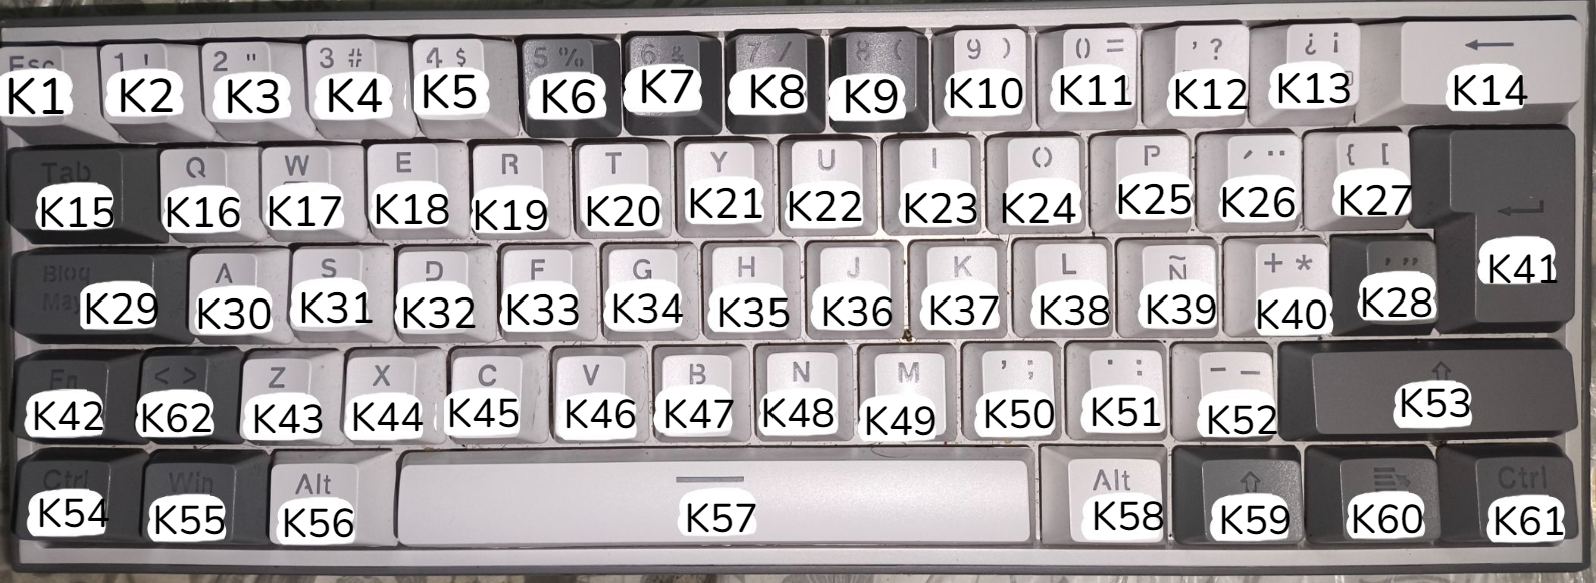 Esc 1 ! 2 " 3 # 4 $ 5 % 6 & 7 / 8 ( 9 ) 0 = ' ? ¿ ¡ ←
K1 K2 K3 K4 K5 K6 K7 K8 K9 K10 K11 K12 K13 K14
Tab Q W E R T Y U I O P ´ ¨ { [
K15 K16 K17 K18 K19 K20 K21 K22 K23 K24 K25 K26 K27
Bloq A S D F G H J K L Ñ + * ' "
May
K29 K30 K31 K32 K33 K34 K35 K36 K37 K38 K39 K40 K28 K41
Fn < > Z X C V B N M , ; . : - _ ⇧
K42 K62 K43 K44 K45 K46 K47 K48 K49 K50 K51 K52 K53
Ctrl Win Alt Alt ⇧ Ctrl
K54 K55 K56 K57 K58 K59 K60 K61